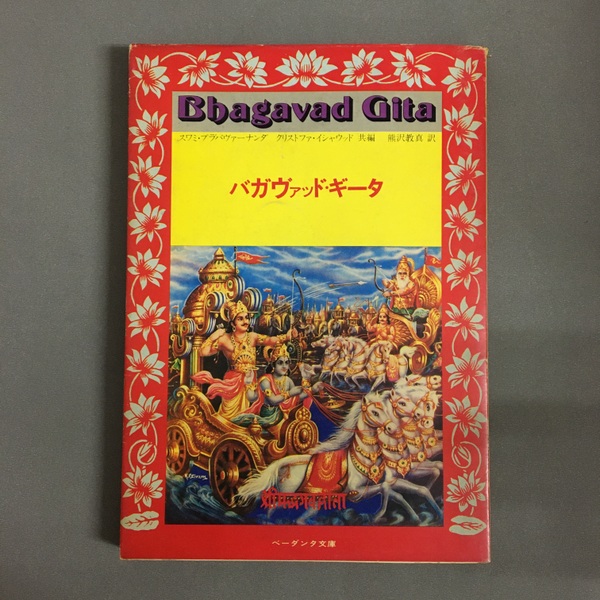 Bhagavad Gita
スワミ・プラバヴァーナンダ クリストファ・イシャウッド 共編 熊沢教真 訳
バガヴァッド・ギータ
ベーダンタ文庫